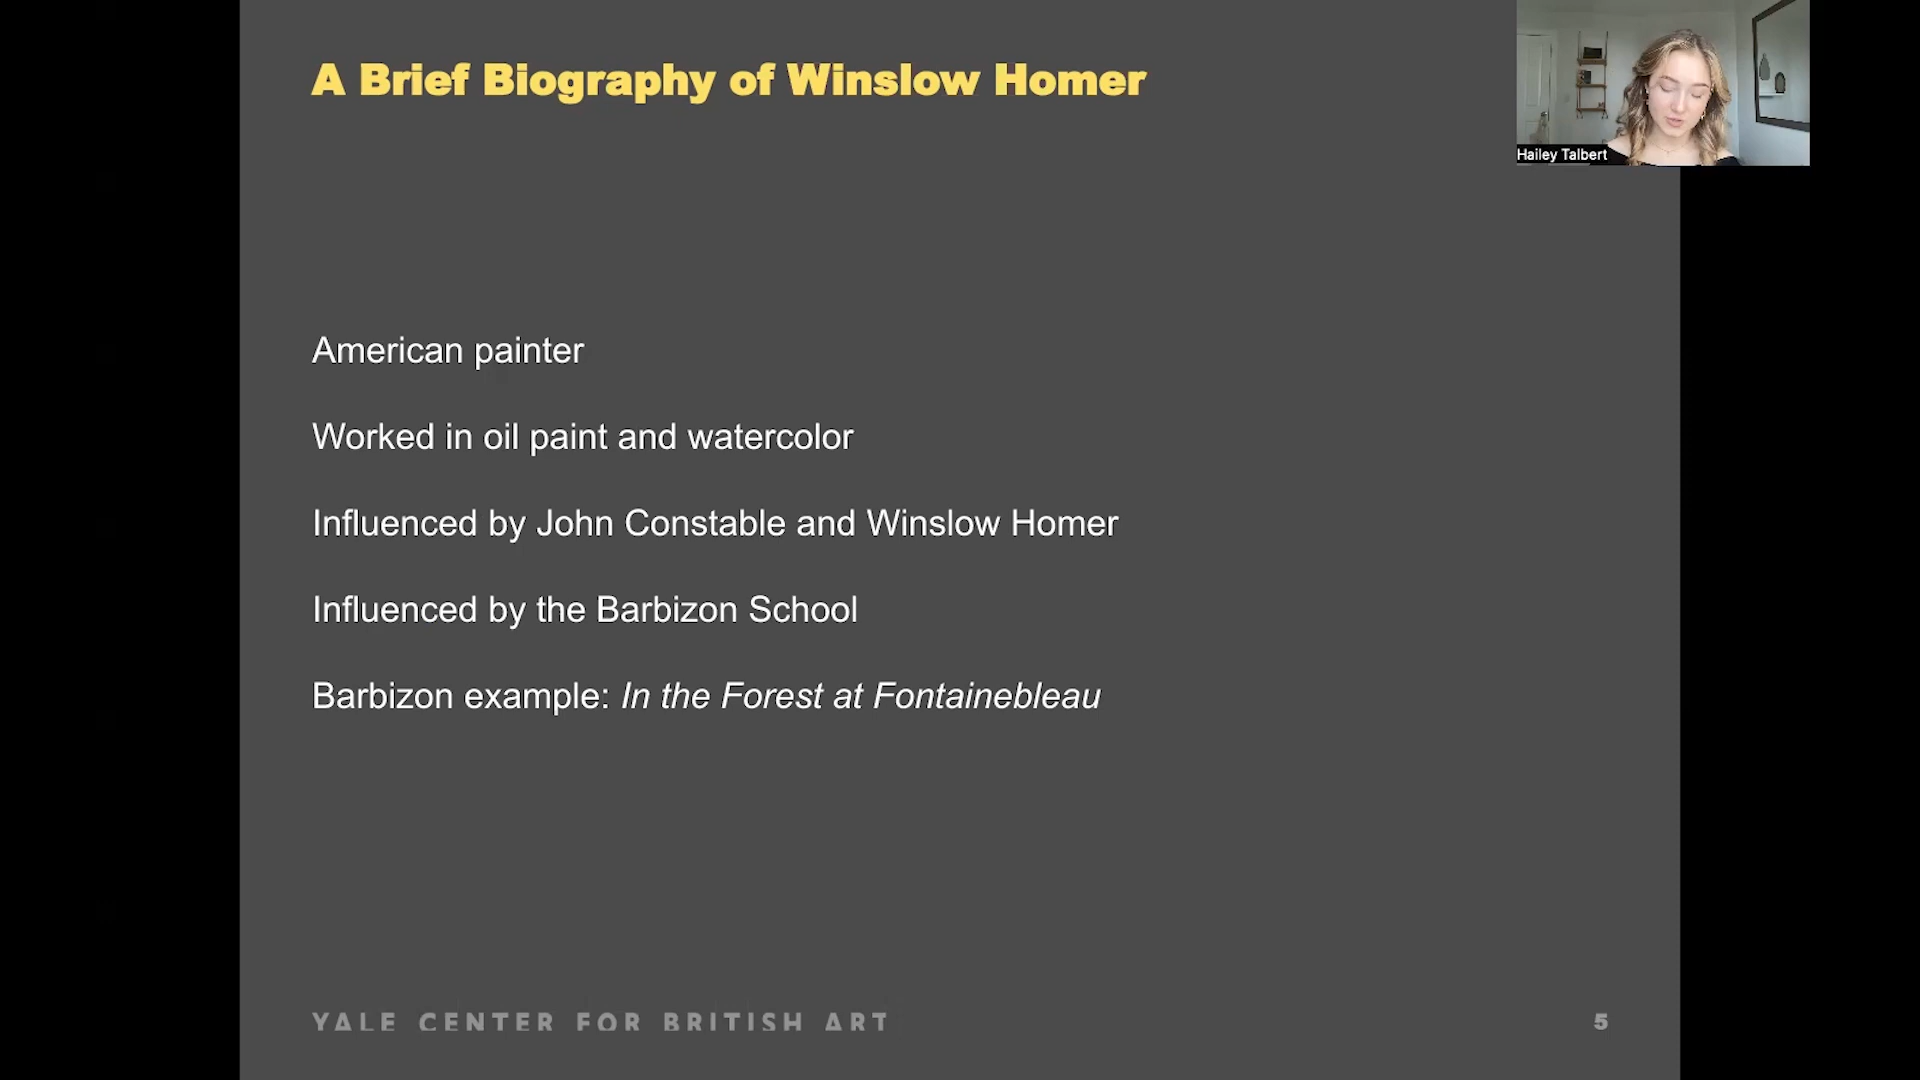 A Brief Biography of Winslow Homer
Hailey Talbert
American painter
Worked in oil paint and watercolor
Influenced by John Constable and Winslow Homer
Influenced by the Barbizon School
Barbizon example: In the Forest at Fontainebleau
YALE CENTER FOR BRITISH ART
5